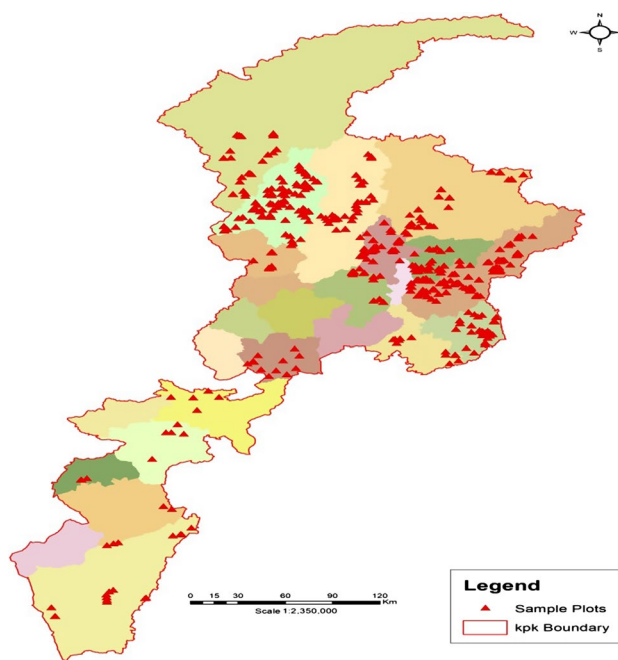 N
W E
S
0 15 30 60 90 120
Km
Scale 1:2,350,000
Legend
Sample Plots
kpk Boundary